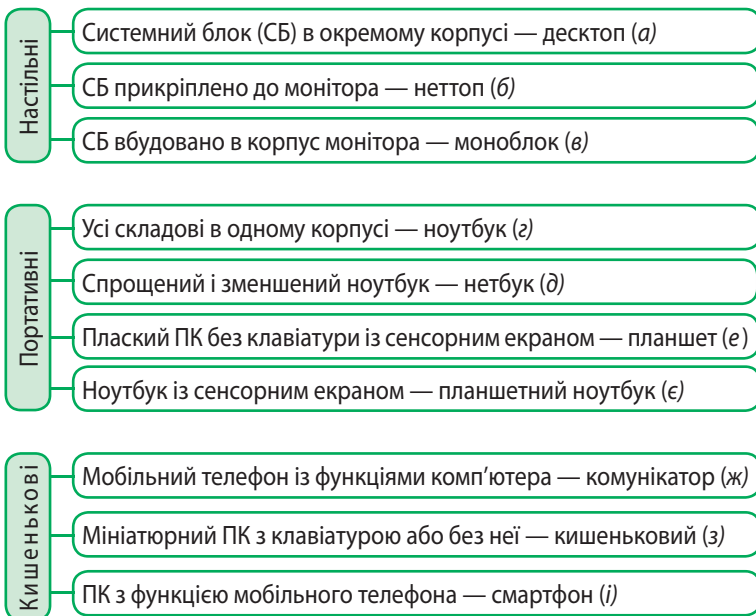 Настільні
Системний блок (СБ) в окремому корпусі — десктоп (а)
СБ прикріплено до монітора — неттоп (б)
СБ вбудовано в корпус монітора — моноблок (в)
Портативні
Усі складові в одному корпусі — ноутбук (г)
Спрощений і зменшений ноутбук — нетбук (д)
Плаский ПК без клавіатури із сенсорним екраном — планшет (е)
Ноутбук із сенсорним екраном — планшетний ноутбук (є)
Кишенькові
Мобільний телефон із функціями комп’ютера — комунікатор (ж)
Мініатюрний ПК з клавіатурою або без неї — кишеньковий (з)
ПК з функцією мобільного телефона — смартфон (і)